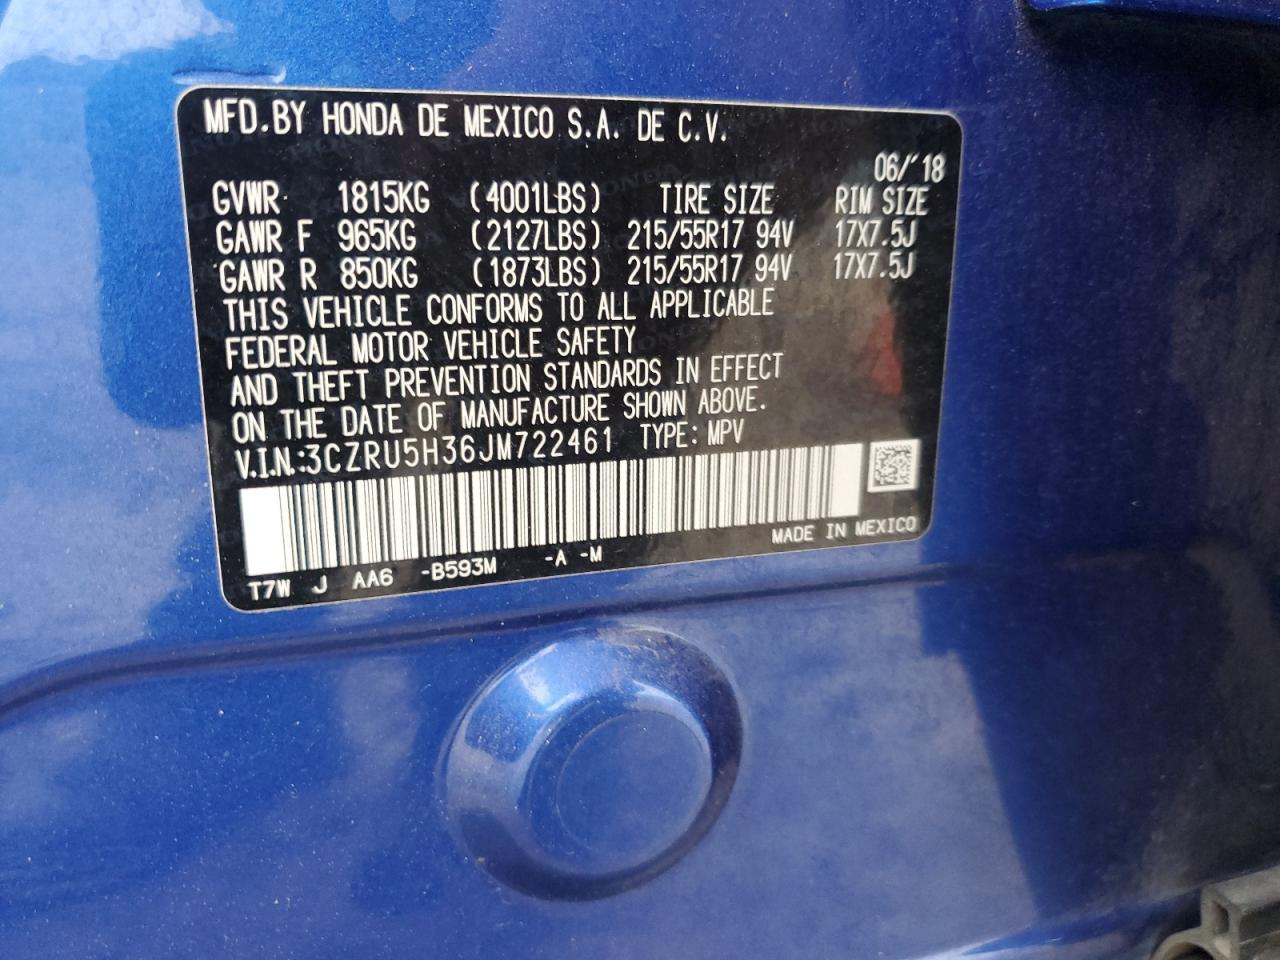 MFD.BY HONDA DE MEXICO S.A. DE C.V.
06/'18
GVWR 1815KG (4001LBS) TIRE SIZE RIM SIZE
GAWR F 965KG (2127LBS) 215/55R17 94V 17X7.5J
GAWR R 850KG (1873LBS) 215/55R17 94V 17X7.5J
THIS VEHICLE CONFORMS TO ALL APPLICABLE
FEDERAL MOTOR VEHICLE SAFETY
AND THEFT PREVENTION STANDARDS IN EFFECT
ON THE DATE OF MANUFACTURE SHOWN ABOVE.
V.I.N.:3CZRU5H36JM722461 TYPE: MPV
MADE IN MEXICO
T7W J AA6 -B593M -A -M